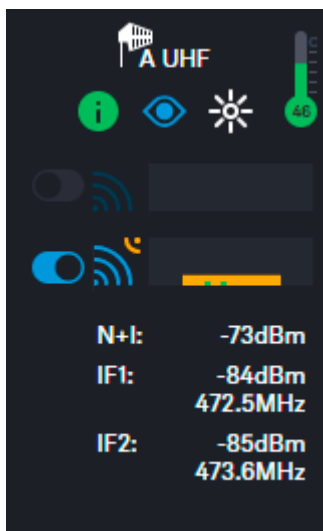 A UHF
46
N+I: -73dBm
IF1: -84dBm
472.5MHz
IF2: -85dBm
473.6MHz